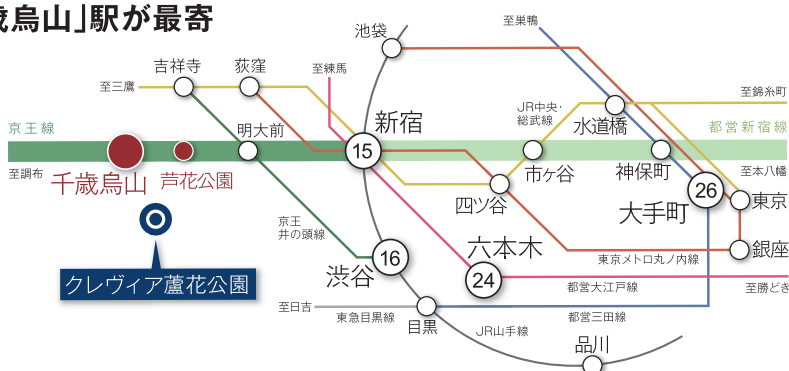 歳烏山」駅が最寄
池袋
至巣鴨
吉祥寺
荻窪
至練馬
至三鷹
至錦糸町
JR中央・
総武線
水道橋
新宿
京王線
明大前
都営新宿線
15
至調布
千歳烏山
芦花公園
市ヶ谷
神保町
至本八幡
四ツ谷
26
大手町
東京
京王
井の頭線
銀座
16
渋谷
六本木
24
東京メトロ丸ノ内線
クレヴィア蘆花公園
都営大江戸線
至勝どき
至日吉
東急目黒線
目黒
都営三田線
JR山手線
品川